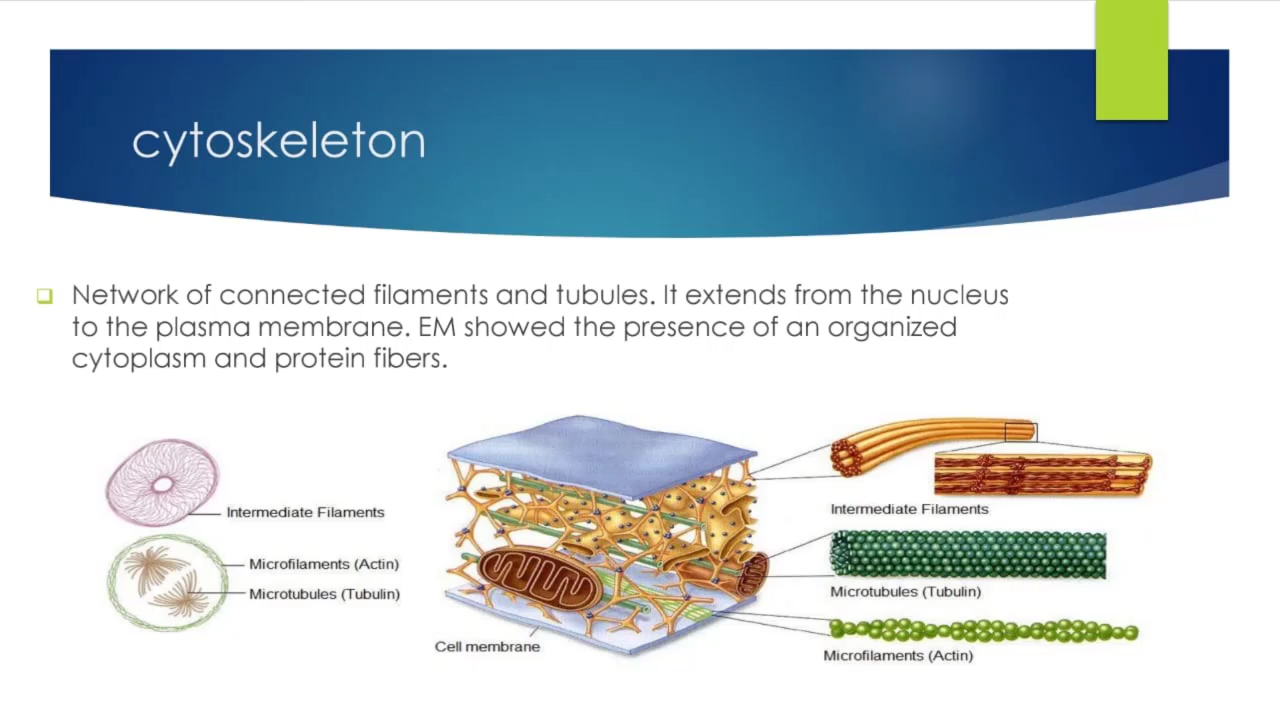 cytoskeleton
Network of connected filaments and tubules. It extends from the nucleus
to the plasma membrane. EM showed the presence of an organized
cytoplasm and protein fibers.
Intermediate Filaments
Microfilaments (Actin)
Microtubules (Tubulin)
Cell membrane
Intermediate Filaments
Microtubules (Tubulin)
Microfilaments (Actin)